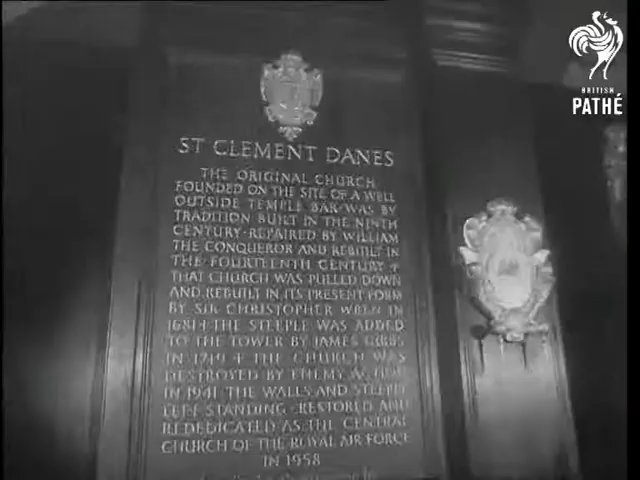 BRITISH
PATHÉ
ST CLEMENT DANES
THE ORIGINAL CHURCH
FOUNDED ON THE SITE OF A WELL
OUTSIDE TEMPLE BAR·WAS BY
TRADITION BUILT IN THE NINTH
CENTURY·REPAIRED BY WILLIAM
THE CONQUEROR AND REBUILT IN
THE FOURTEENTH CENTURY +
THAT CHURCH WAS PULLED DOWN
AND REBUILT IN ITS PRESENT FORM
BY SIR CHRISTOPHER WREN IN
1681 + THE STEEPLE WAS ADDED
TO THE TOWER BY JAMES GIBBS
IN 1719 + THE CHURCH WAS
DESTROYED BY ENEMY
IN 1941 THE WALLS AND STEEPLE
LEFT STANDING·RESTORED AND
REDEDICATED AS THE CENTRAL
CHURCH OF THE ROYAL AIR FORCE
IN 1958